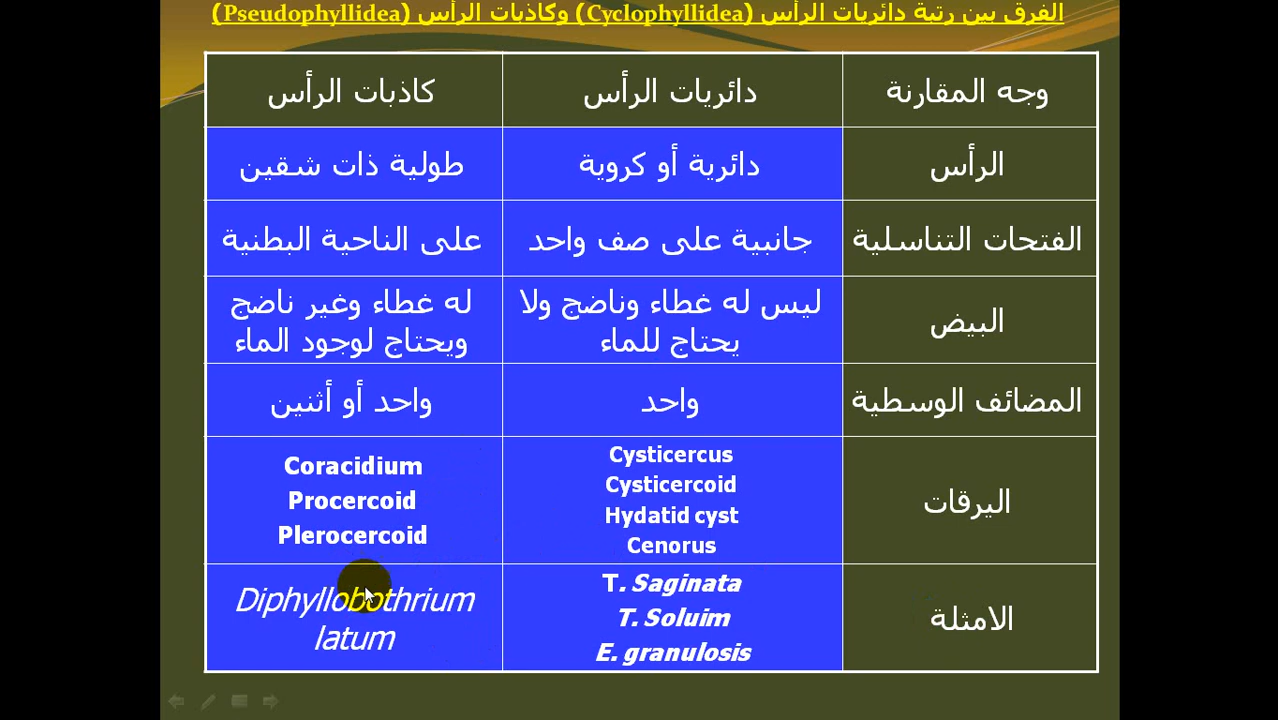 الفرق بين رتبة دائريات الرأس (Cyclophyllidea) وكاذبات الرأس (Pseudophyllidea)
وجه المقارنة
دائريات الرأس
كاذبات الرأس
الرأس
دائرية أو كروية
طولية ذات شقين
الفتحات التناسلية
جانبية على صف واحد
على الناحية البطنية
البيض
ليس له غطاء وناضج ولا
يحتاج للماء
له غطاء وغير ناضج
ويحتاج لوجود الماء
المضائف الوسطية
واحد
واحد أو أثنين
اليرقات
Cysticercus
Cysticercoid
Hydatid cyst
Cenorus
Coracidium
Procercoid
Plerocercoid
الامثلة
T. Saginata
T. Soluim
E. granulosis
Diphyllobothrium
latum